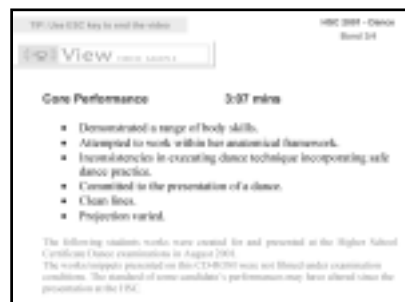 TIP: Use ESC key to end the video
HSC 2001 - Dance
Band 3/4
View THIS SAMPLE
Core Performance 3:07 mins
• Demonstrated a range of body skills.
• Attempted to work within her anatomical framework.
• Inconsistencies in executing dance technique incorporating safe
dance practice.
• Committed to the presentation of a dance.
• Clean lines.
• Projection varied.
The following students works were created for and presented at the Higher School
Certificate Dance examinations in August 2001.
The works/snippets presented on this CD-ROM were not filmed under examination
conditions. The standard of some candidate's performances may have altered since the
presentation at the HSC.